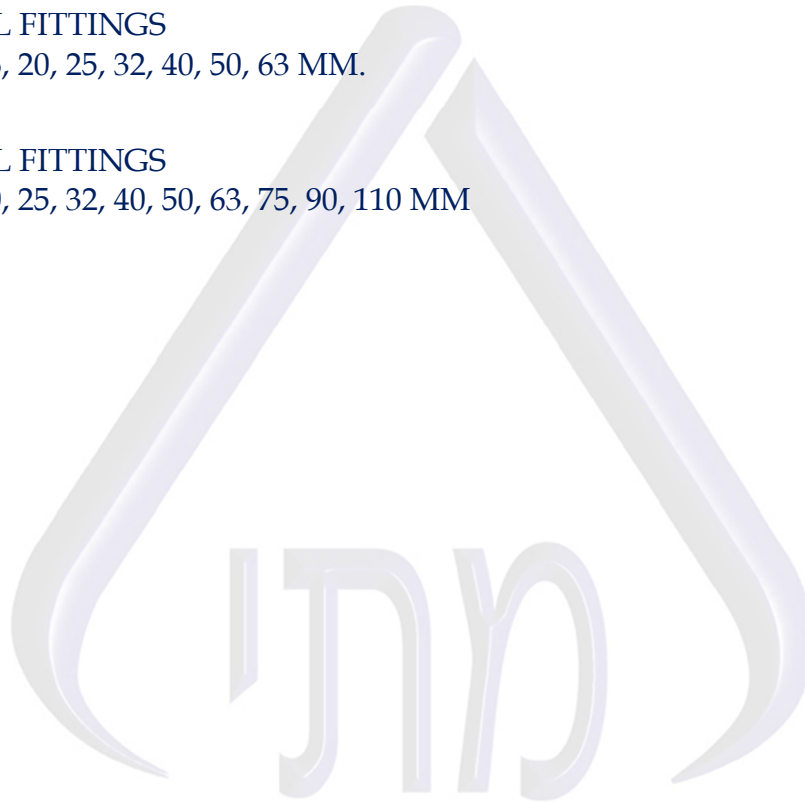 FITTINGS
, 20, 25, 32, 40, 50, 63 MM.
FITTINGS
, 25, 32, 40, 50, 63, 75, 90, 110 MM
מתי